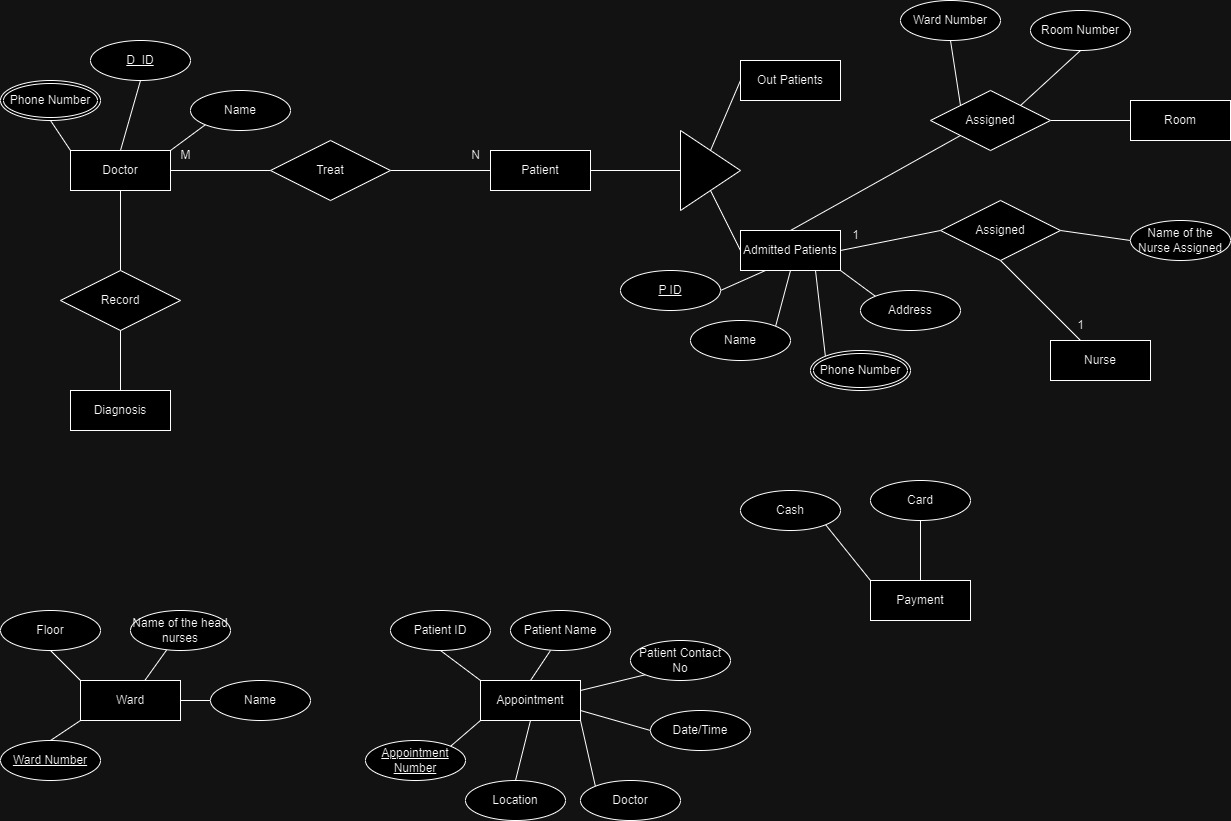 Ward Number
Room Number
D_ID
Out Patients
Phone Number
Name
Assigned
Room
M
N
Doctor
Treat
Patient
Assigned
Name of the
Nurse Assigned
1
Admitted Patients
P ID
Record
Address
1
Name
Phone Number
Nurse
Diagnosis
Cash
Card
Payment
Floor
Name of the head
nurses
Patient ID
Patient Name
Patient Contact
No
Ward
Name
Appointment
Date/Time
Ward Number
Appointment
Number
Location
Doctor